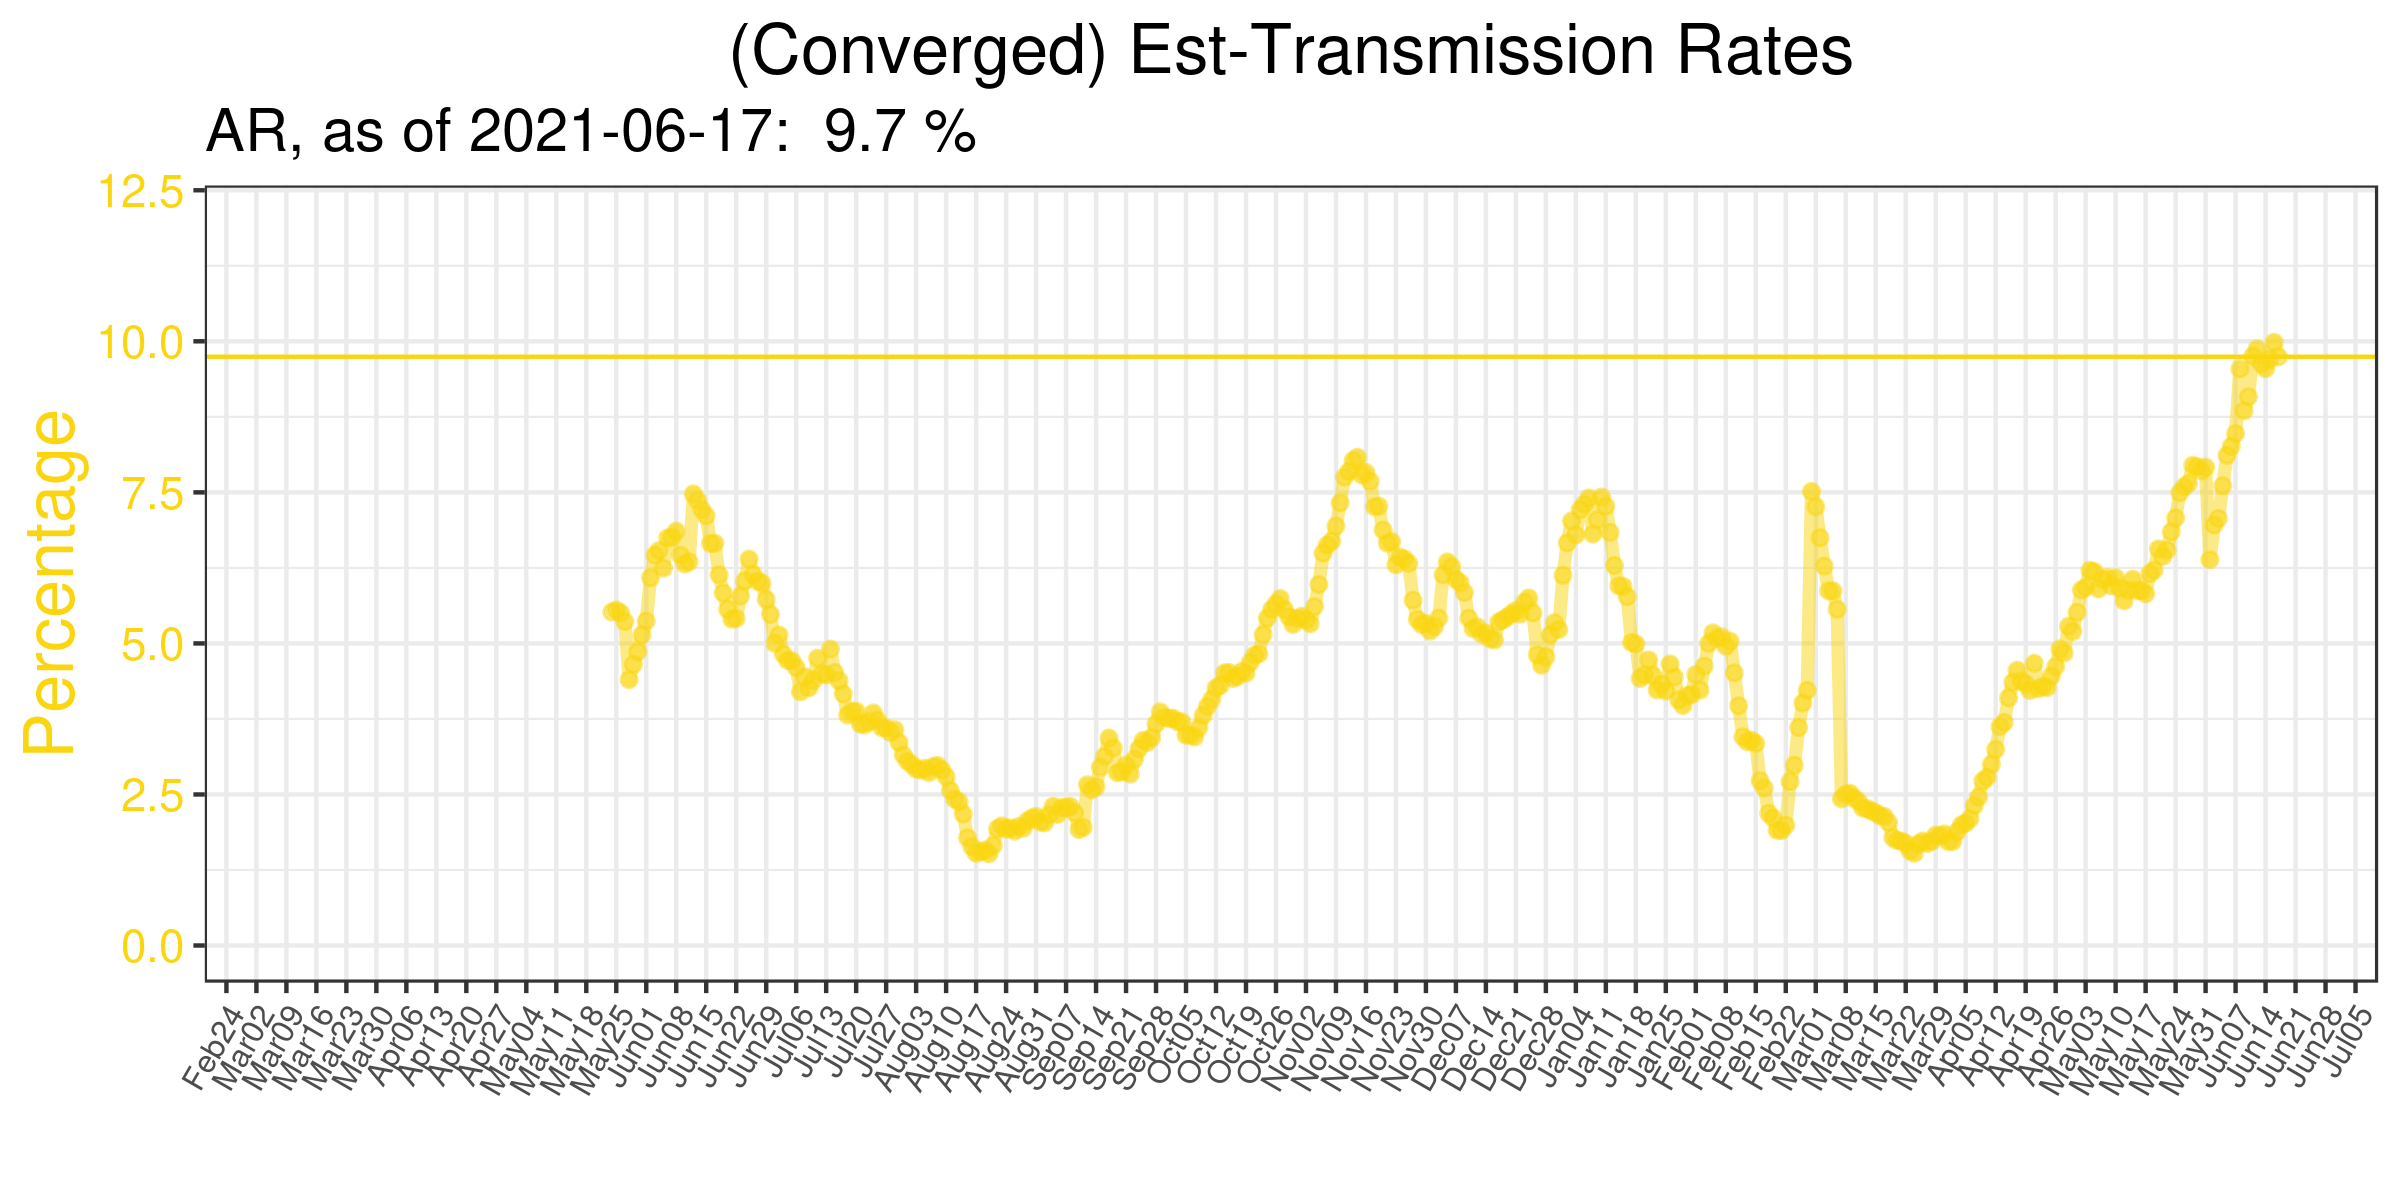 (Converged) Est-Transmission Rates
AR, as of 2021-06-17:  9.7 %
Percentage
12.5
10.0
7.5
5.0
2.5
0.0
Feb24
Mar02
Mar09
Mar16
Mar23
Mar30
Apr06
Apr13
Apr20
Apr27
May04
May11
May18
May25
Jun01
Jun08
Jun15
Jun22
Jun29
Jul06
Jul13
Jul20
Jul27
Aug03
Aug10
Aug17
Aug24
Aug31
Sep07
Sep14
Sep21
Sep28
Oct05
Oct12
Oct19
Oct26
Nov02
Nov09
Nov16
Nov23
Nov30
Dec07
Dec14
Dec21
Dec28
Jan04
Jan11
Jan18
Jan25
Feb01
Feb08
Feb15
Feb22
Mar01
Mar08
Mar15
Mar22
Mar29
Apr05
Apr12
Apr19
Apr26
May03
May10
May17
May24
May31
Jun07
Jun14
Jun21
Jun28
Jul05